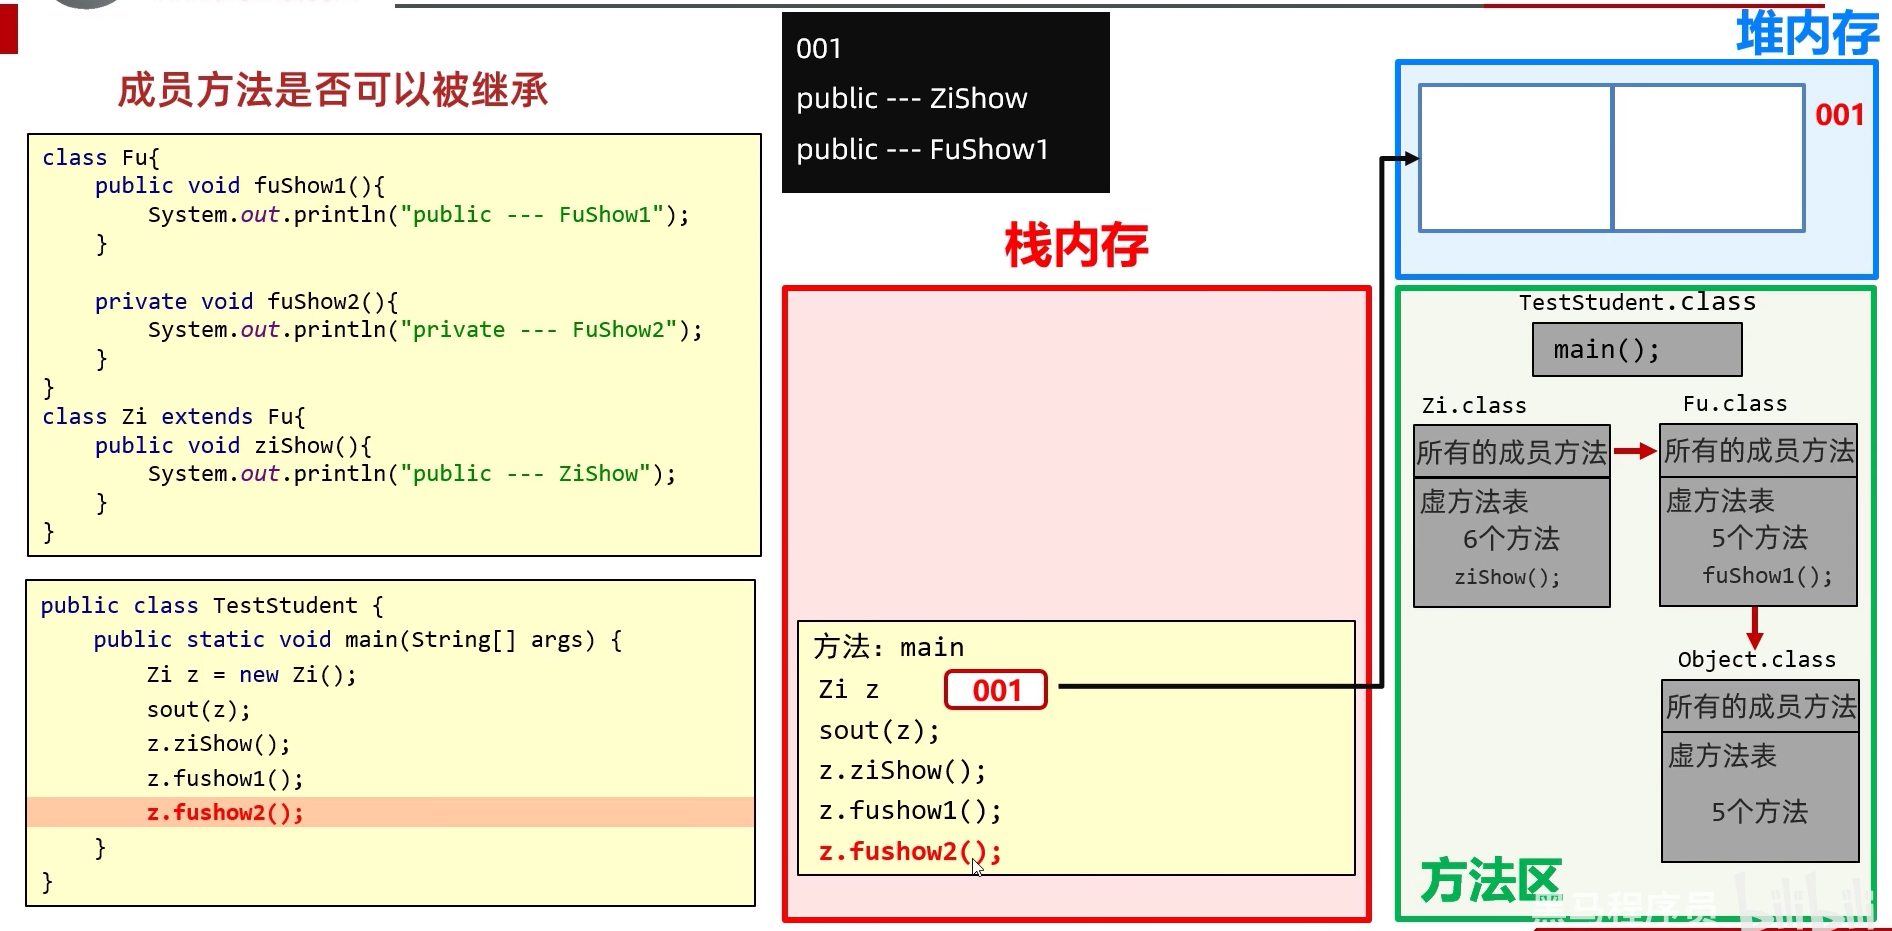 成员方法是否可以被继承
class Fu{
public void fuShow1(){
System.out.println("public --- FuShow1");
}
private void fuShow2(){
System.out.println("private --- FuShow2");
}
}
class Zi extends Fu{
public void ziShow(){
System.out.println("public --- ZiShow");
}
}
public class TestStudent {
public static void main(String[] args) {
Zi z = new Zi();
sout(z);
z.ziShow();
z.fushow1();
z.fushow2();
}
}
001
public --- ZiShow
public --- FuShow1
栈内存
方法：main
Zi z 001
sout(z);
z.ziShow();
z.fushow1();
z.fushow2();
堆内存
001
TestStudent.class
main();
Zi.class
所有的成员方法
虚方法表
6个方法
ziShow();
Fu.class
所有的成员方法
虚方法表
5个方法
fuShow1();
Object.class
所有的成员方法
虚方法表
5个方法
方法区
黑马程序员